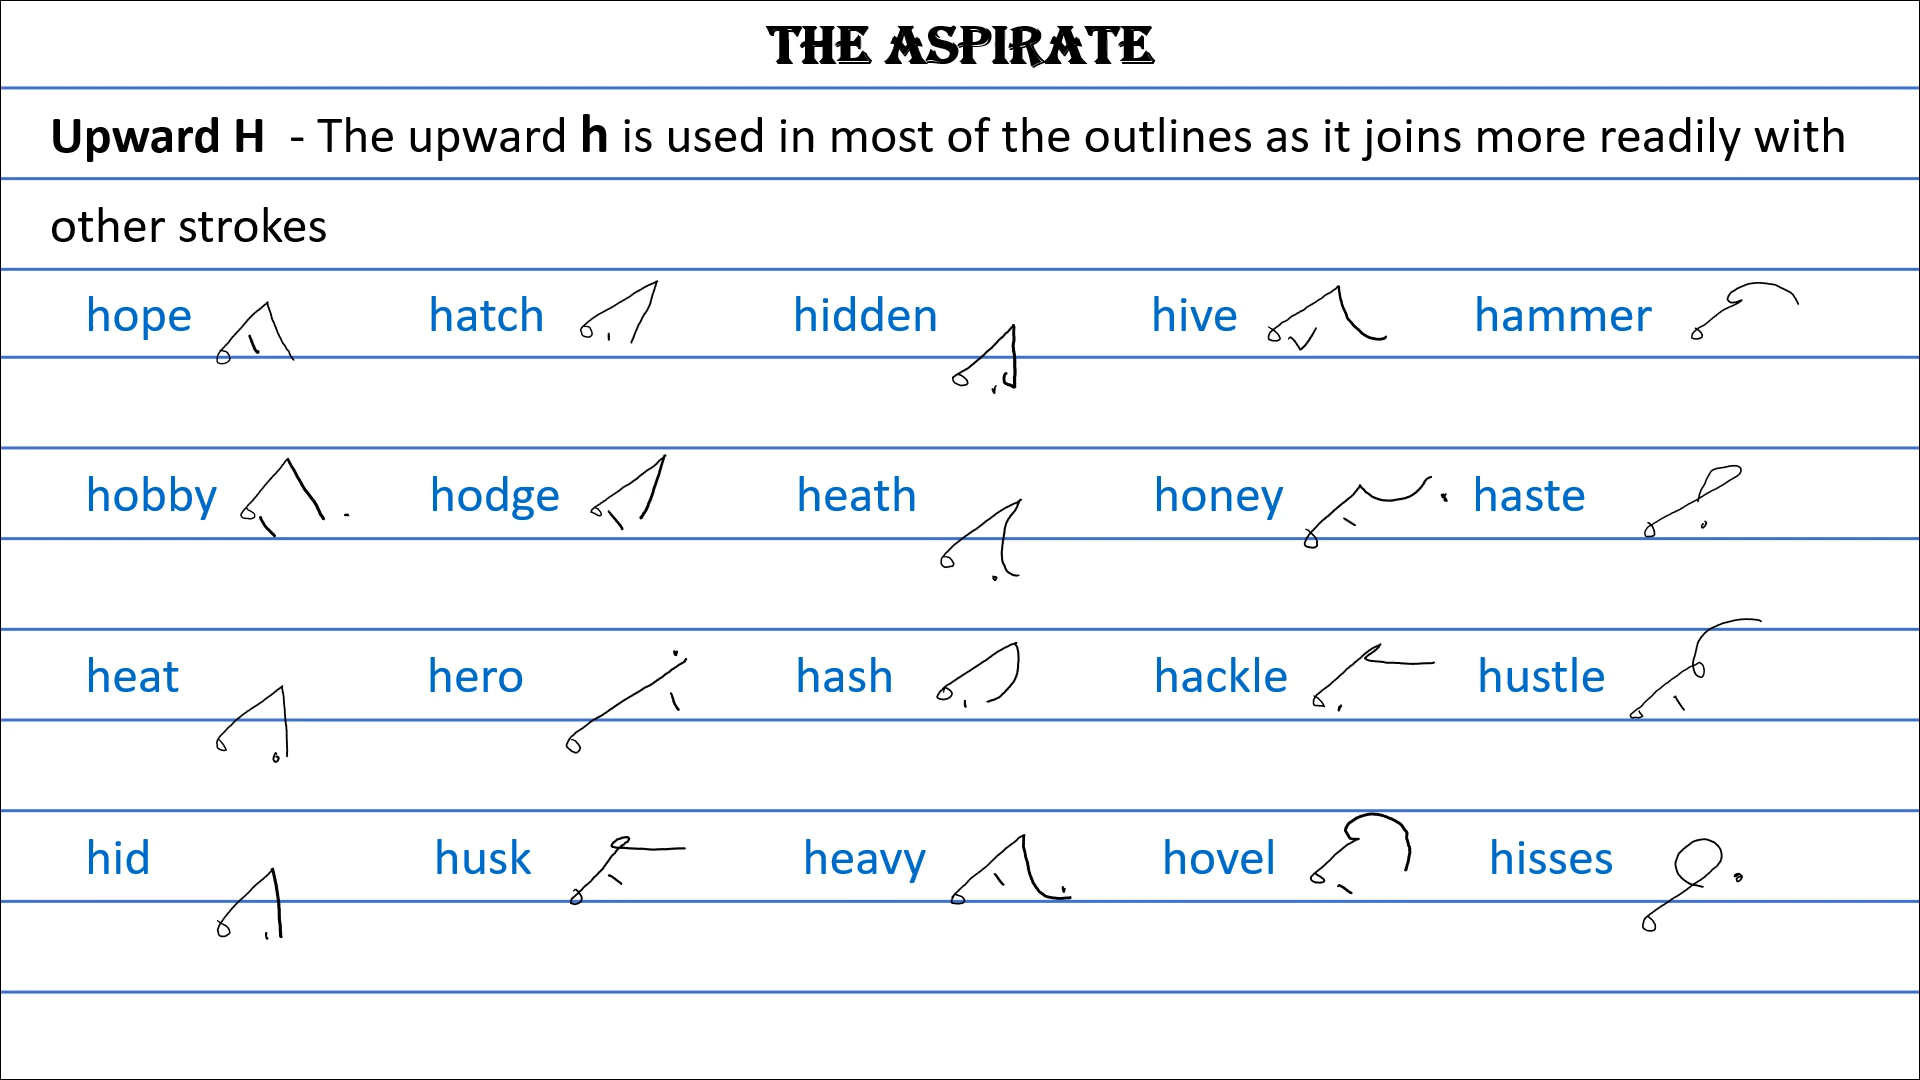 THE ASPIRATE
Upward H - The upward h is used in most of the outlines as it joins more readily with
other strokes
hope hatch hidden hive hammer
hobby hodge heath honey haste
heat hero hash hackle hustle
hid husk heavy hovel hisses